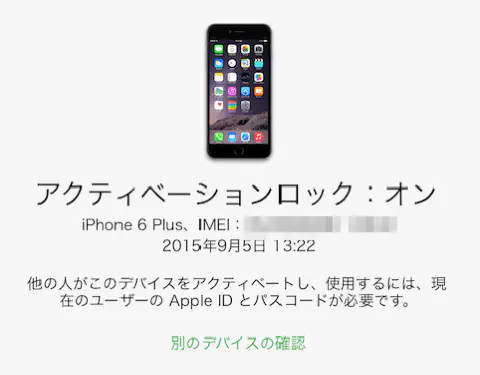 アクティベーションロック：オン
iPhone 6 Plus、IMEI：
2015年9月5日 13:22
他の人がこのデバイスをアクティベートし、使用するには、現
在のユーザーの Apple ID とパスコードが必要です。
別のデバイスの確認